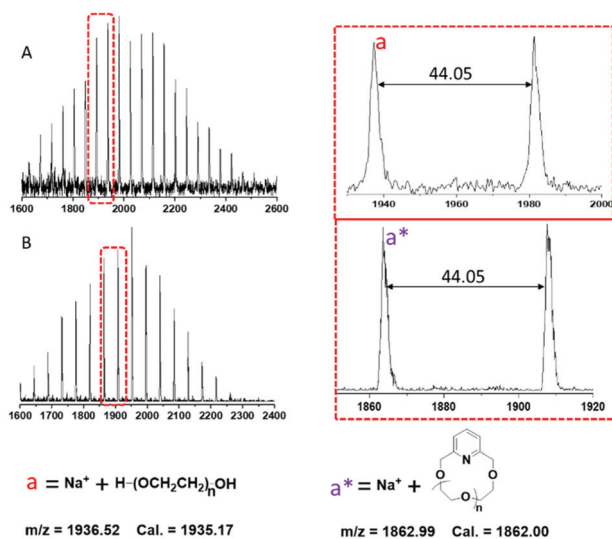 A
1600 1800 2000 2200 2400 2600
a
44.05
1940 1960 1980 2000
B
1600 1700 1800 1900 2000 2100 2200 2300 2400
a*
44.05
1860 1880 1900 1920
a = Na⁺ + H-(OCH₂CH₂)ₙOH
m/z = 1936.52 Cal. = 1935.17
a* = Na⁺ +
N
O O
O
n
m/z = 1862.99 Cal. = 1862.00